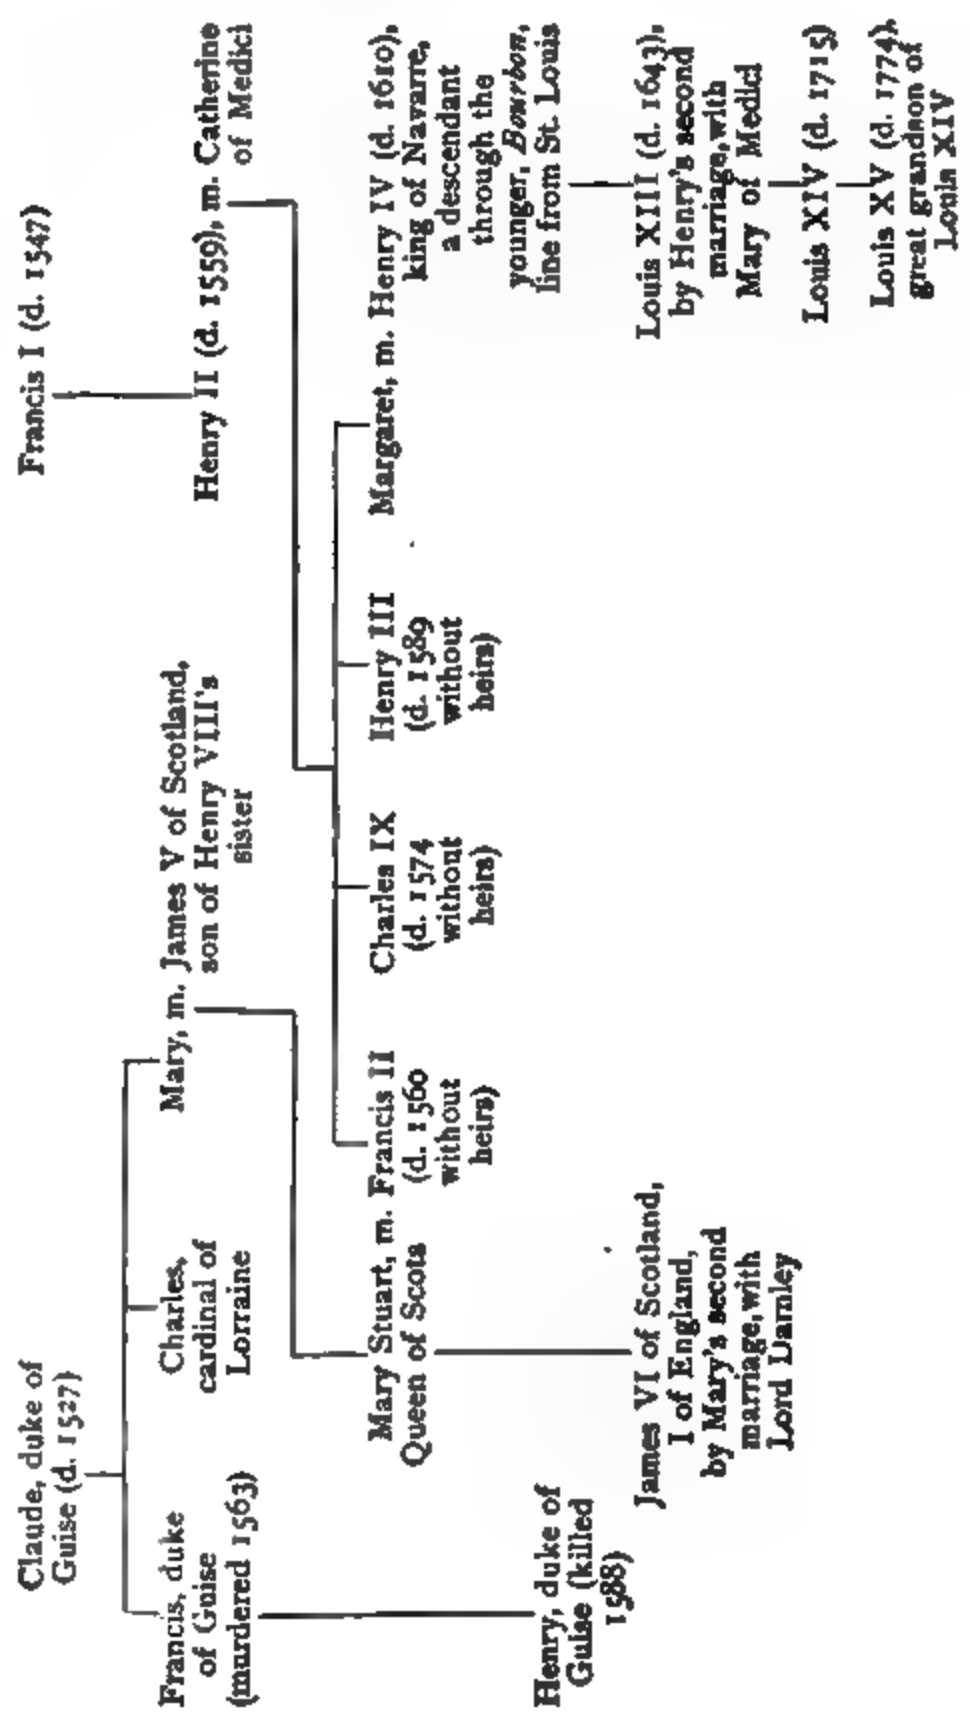 Claude, duke of
Guise (d. 1527)
Francis I (d. 1547)
Francis, duke
of Guise
(murdered 1563)
Charles,
cardinal of
Lorraine
Mary, m. James V of Scotland,
son of Henry VIII's
sister
Henry II (d. 1559), m. Catherine
of Medici
Mary Stuart, m. Francis II
Queen of Scots
(d. 1560
without
heirs)
Charles IX
(d. 1574
without
heirs)
Henry III
(d. 1589
without
heirs)
Margaret, m. Henry IV (d. 1610),
king of Navarre,
a descendant
through the
younger, Bourbon,
line from St. Louis
Henry, duke of
Guise (killed
1588)
James VI of Scotland,
I of England,
by Mary's second
marriage, with
Lord Darnley
Louis XIII (d. 1643),
by Henry's second
marriage, with
Mary of Medici
Louis XIV (d. 1715)
Louis XV (d. 1774),
great grandson of
Louis XIV